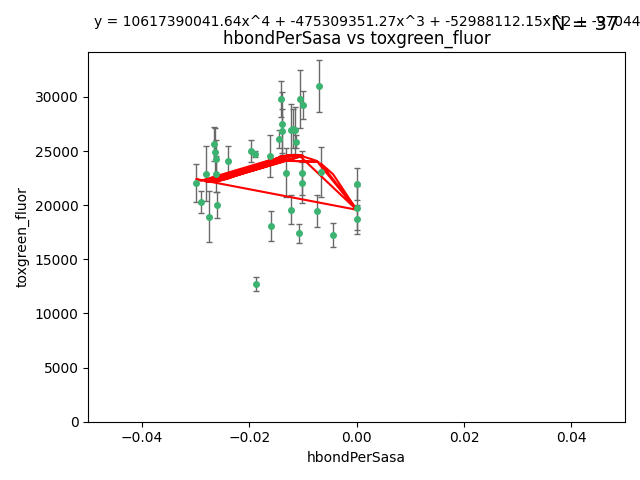 y = 10617390041.64x^4 + -475309351.27x^3 + -52988112.15x^2 +
N = 37
hbondPerSasa vs toxgreen_fluor
30000
25000
20000
15000
10000
5000
0
toxgreen_fluor
-0.04 -0.02 0.00 0.02 0.04
hbondPerSasa